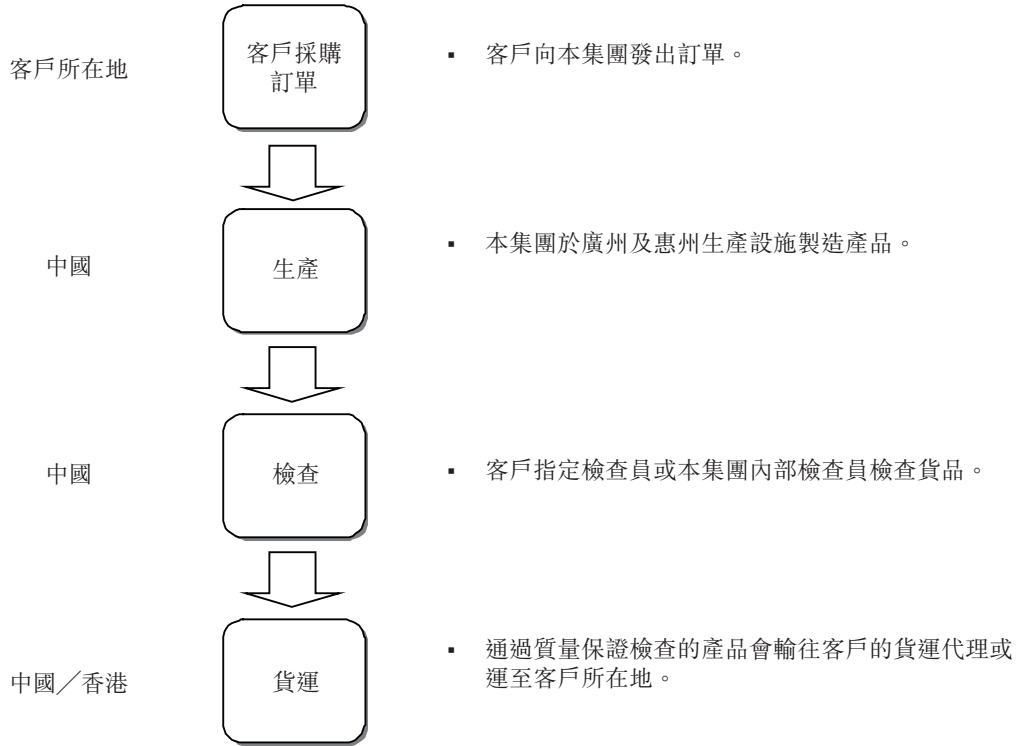 客戶所在地
客戶採購
訂單
▪ 客戶向本集團發出訂單。
中國
生產
▪ 本集團於廣州及惠州生產設施製造產品。
中國
檢查
▪ 客戶指定檢查員或本集團內部檢查員檢查貨品。
中國／香港
貨運
▪ 通過質量保證檢查的產品會輸往客戶的貨運代理或
運至客戶所在地。